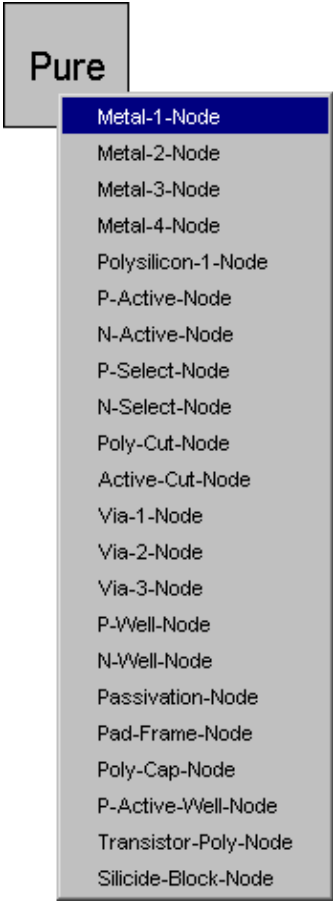 Pure
Metal-1-Node
Metal-2-Node
Metal-3-Node
Metal-4-Node
Polysilicon-1-Node
P-Active-Node
N-Active-Node
P-Select-Node
N-Select-Node
Poly-Cut-Node
Active-Cut-Node
Via-1-Node
Via-2-Node
Via-3-Node
P-Well-Node
N-Well-Node
Passivation-Node
Pad-Frame-Node
Poly-Cap-Node
P-Active-Well-Node
Transistor-Poly-Node
Silicide-Block-Node